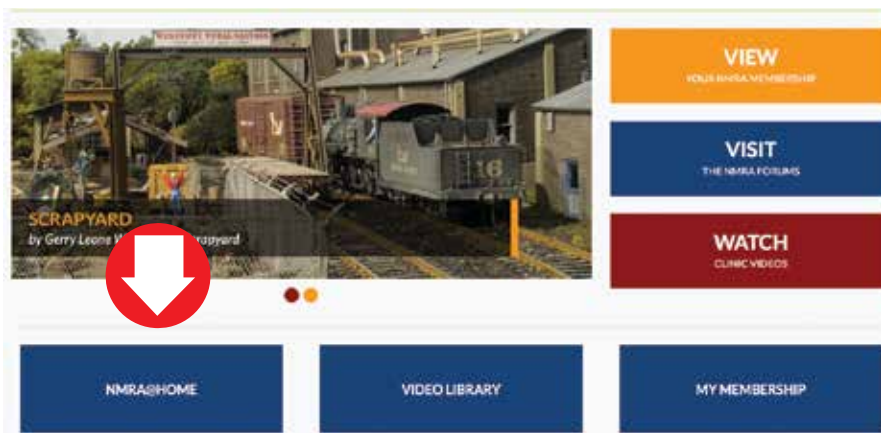 SCRAPYARD
by Gerry Leone
VIEW
YOUR NMRA MEMBERSHIP
VISIT
THE NMRA FORUMS
WATCH
CLINIC VIDEOS
16
NMRA@HOME
VIDEO LIBRARY
MY MEMBERSHIP